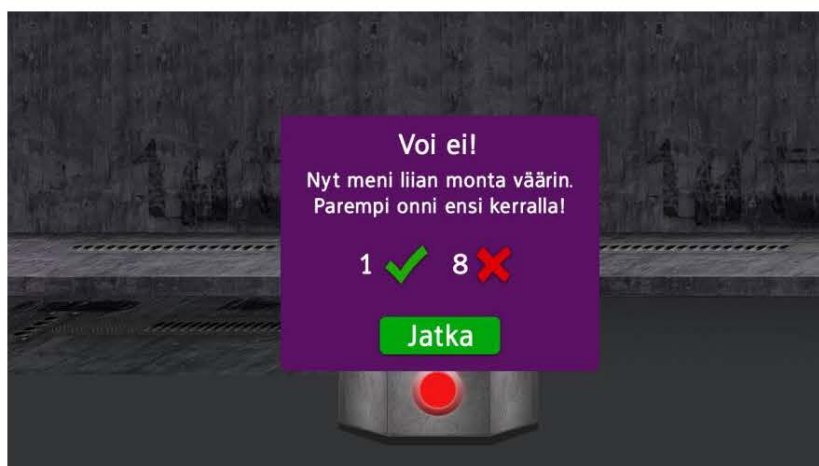 Voi ei!
Nyt meni liian monta väärin.
Parempi onni ensi kerralla!
1 8
Jatka